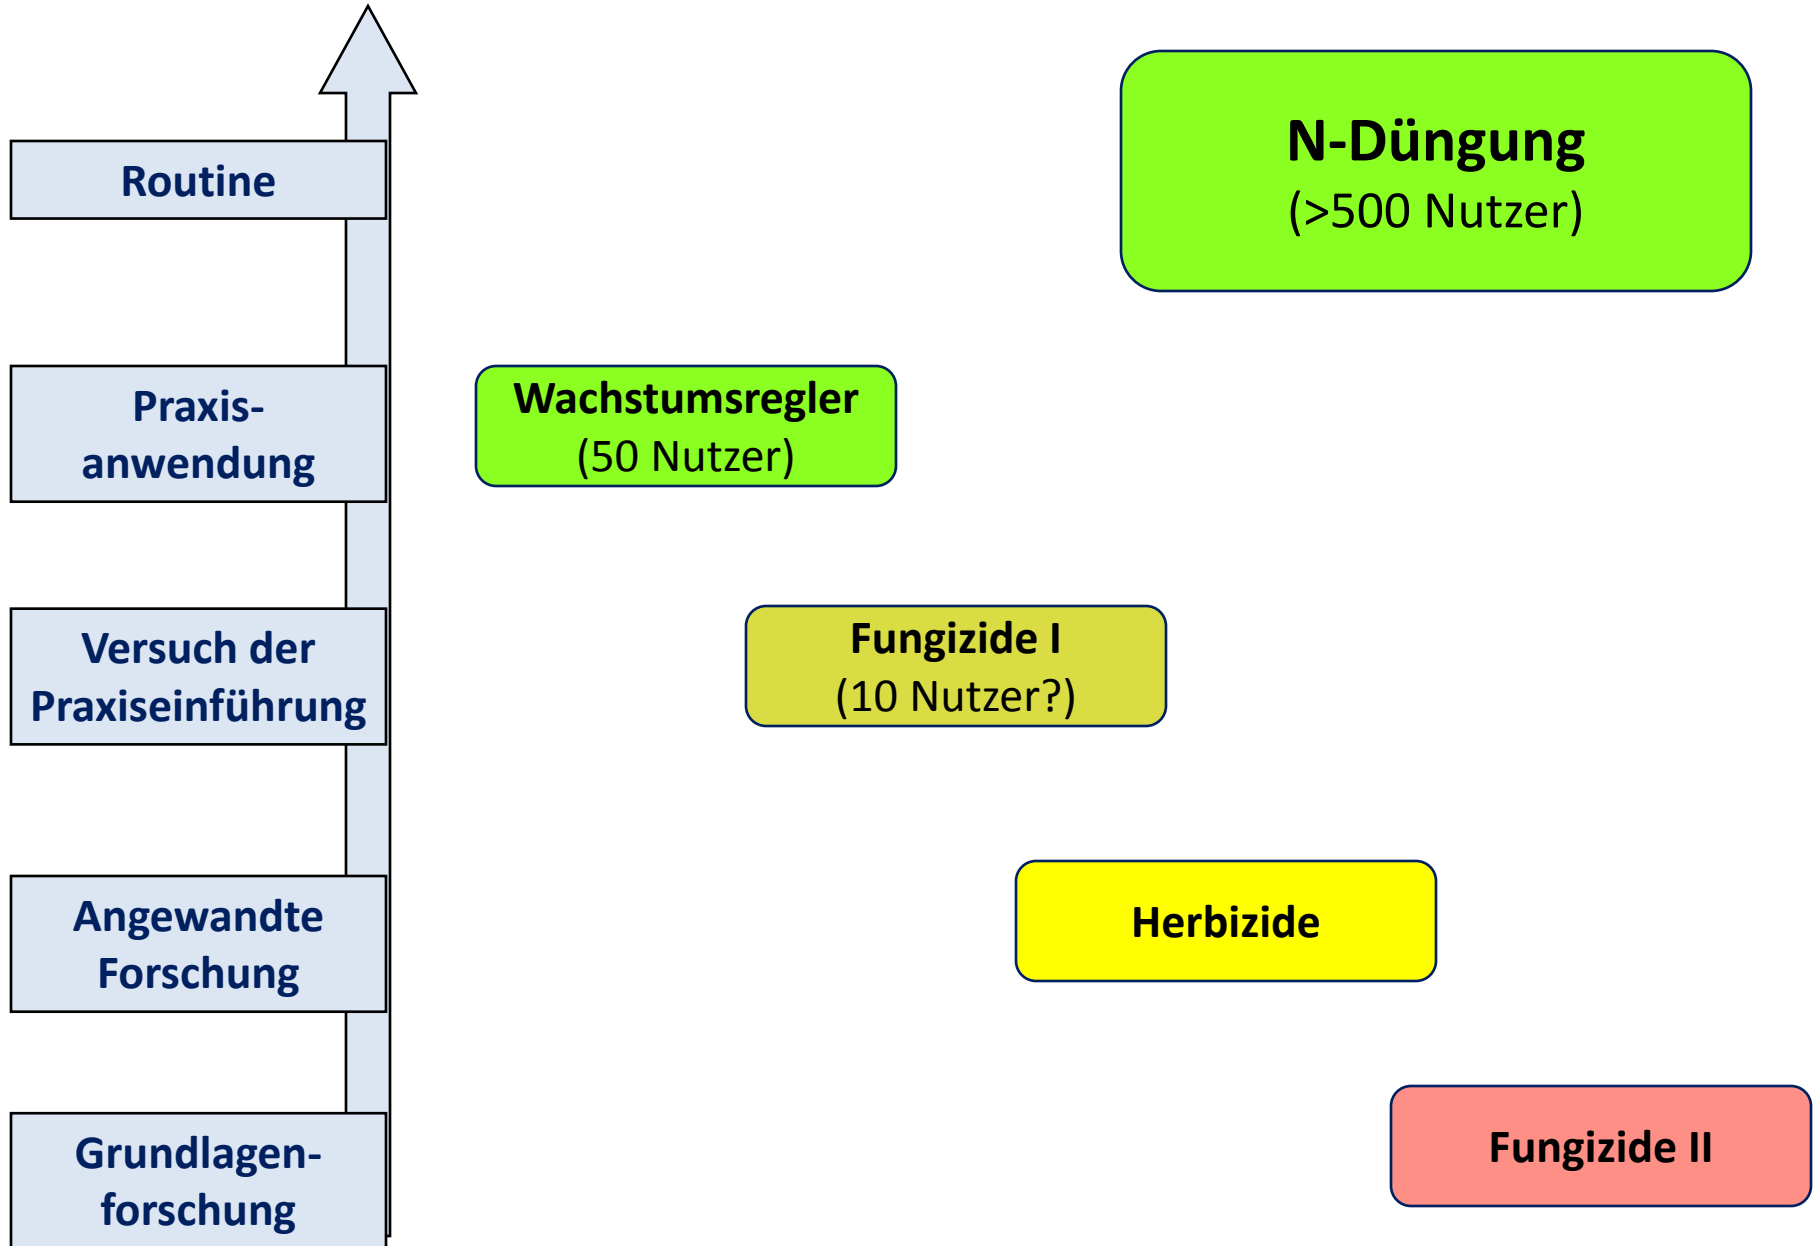 Routine
N-Düngung
(>500 Nutzer)
Praxis-
anwendung
Wachstumsregler
(50 Nutzer)
Versuch der
Praxiseinführung
Fungizide I
(10 Nutzer?)
Angewandte
Forschung
Herbizide
Grundlagen-
forschung
Fungizide II